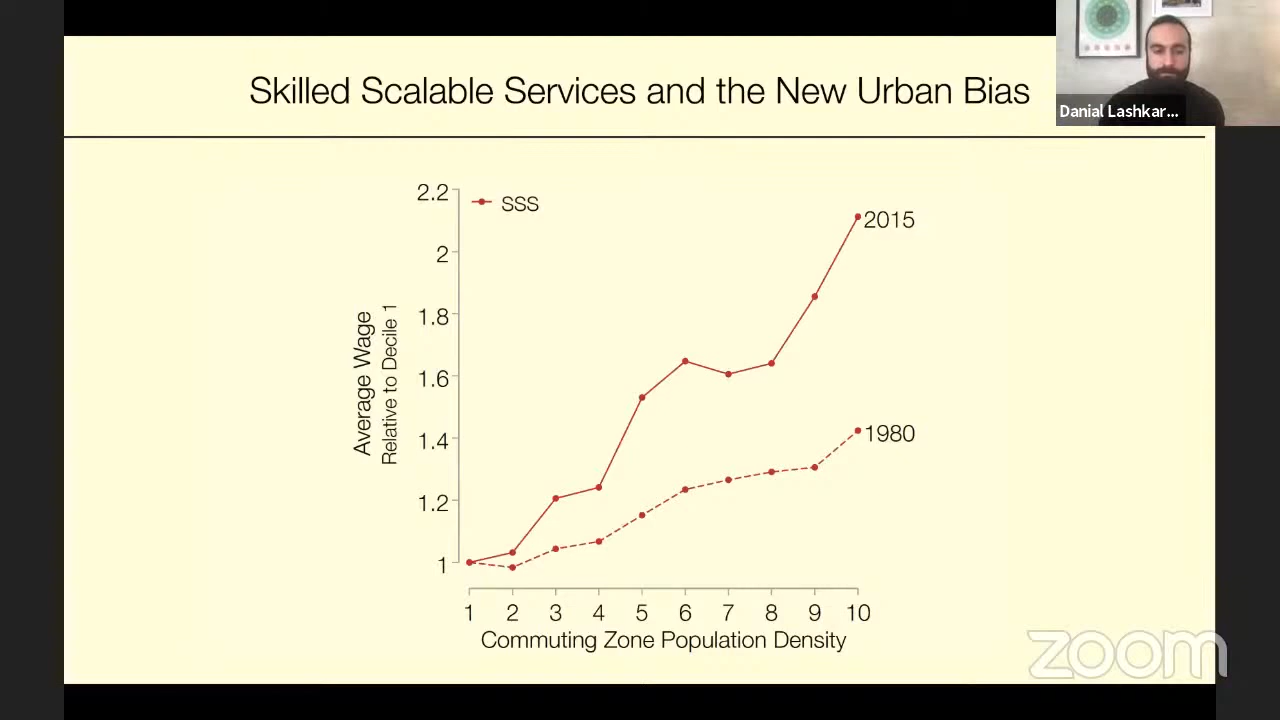 Skilled Scalable Services and the New Urban Bias
Danial Lashkar...
SSS
2.2
2
1.8
1.6
1.4
1.2
1
Average Wage
Relative to Decile 1
2015
1980
1 2 3 4 5 6 7 8 9 10
Commuting Zone Population Density
zoom